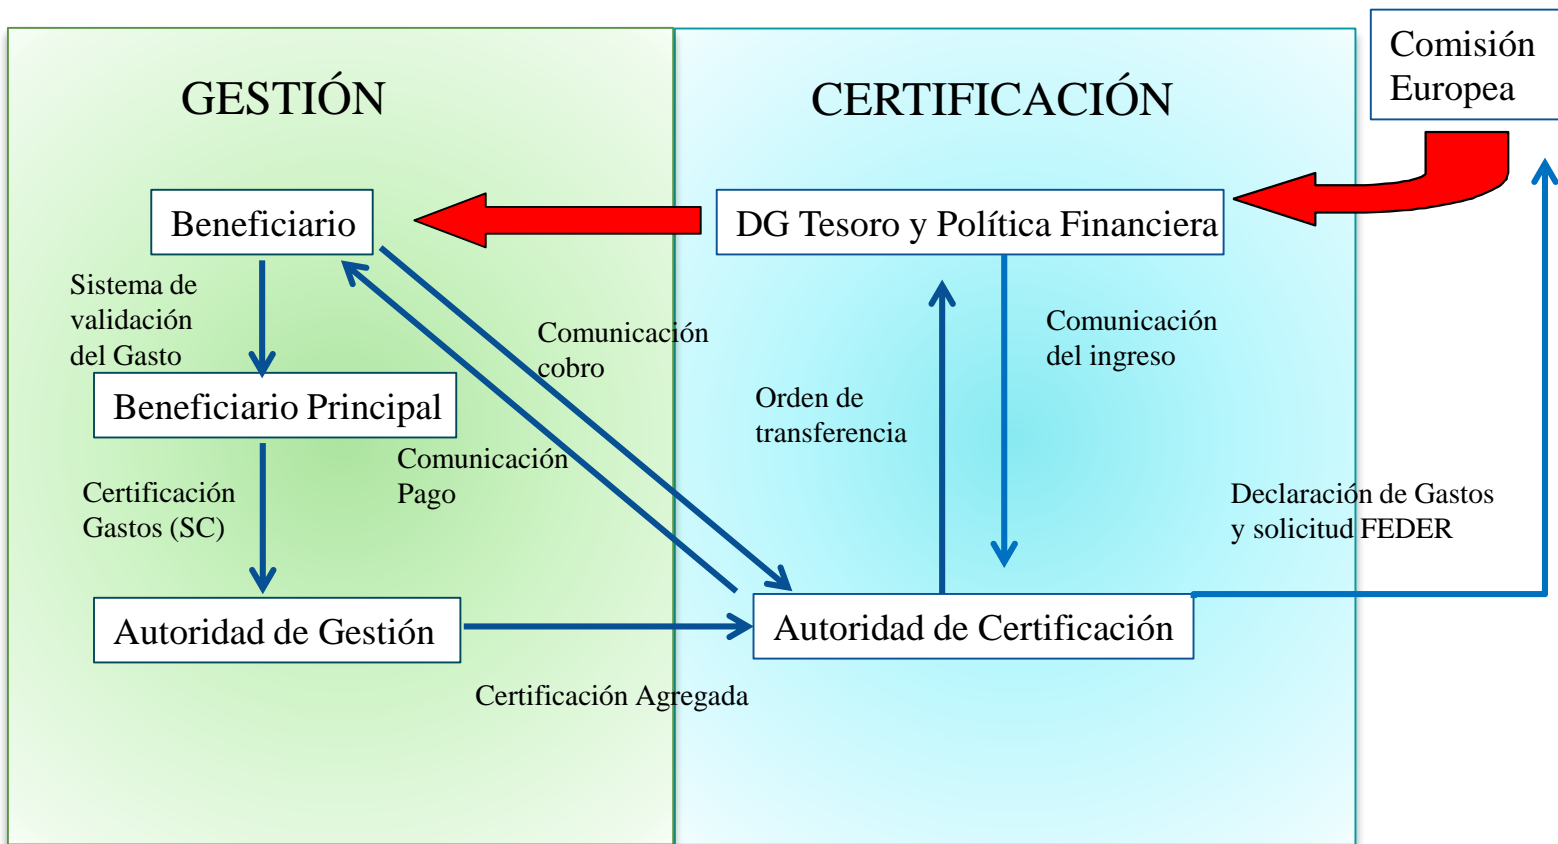 GESTIÓN
CERTIFICACIÓN
Comisión
Europea
Beneficiario
DG Tesoro y Política Financiera
Sistema de
validación
del Gasto
Comunicación
cobro
Comunicación
del ingreso
Beneficiario Principal
Orden de
transferencia
Comunicación
Pago
Certificación
Gastos (SC)
Declaración de Gastos
y solicitud FEDER
Autoridad de Gestión
Autoridad de Certificación
Certificación Agregada